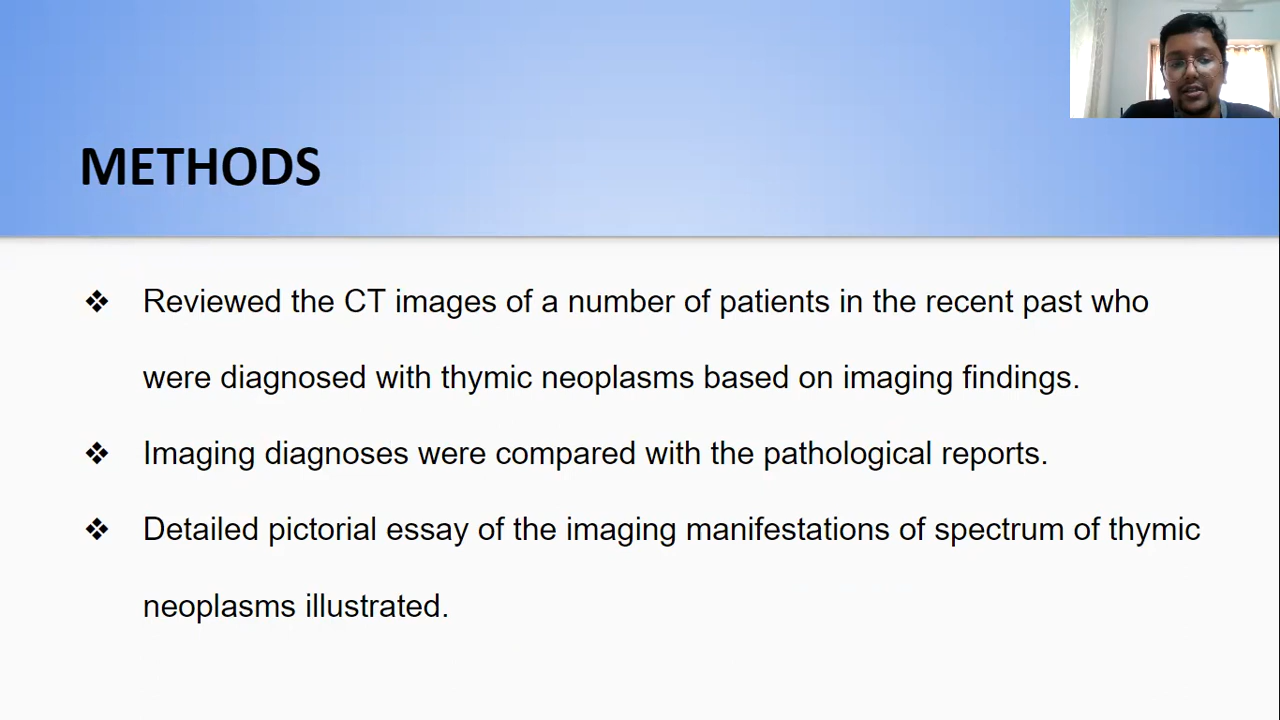 METHODS
❖ Reviewed the CT images of a number of patients in the recent past who
were diagnosed with thymic neoplasms based on imaging findings.
❖ Imaging diagnoses were compared with the pathological reports.
❖ Detailed pictorial essay of the imaging manifestations of spectrum of thymic
neoplasms illustrated.